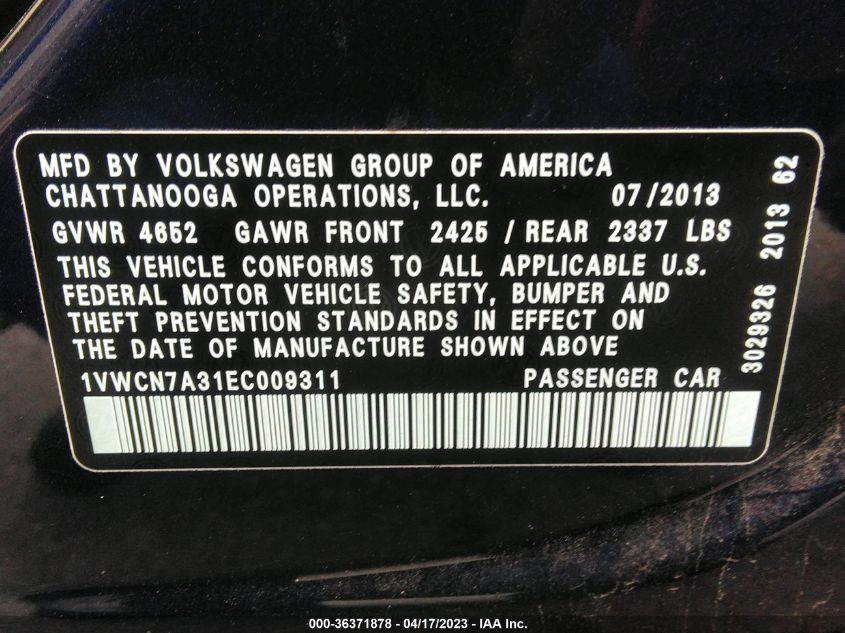 MFD BY VOLKSWAGEN GROUP OF AMERICA
CHATTANOOGA OPERATIONS, LLC. 07/2013
GVWR 4652 GAWR FRONT 2425 / REAR 2337 LBS
THIS VEHICLE CONFORMS TO ALL APPLICABLE U.S.
FEDERAL MOTOR VEHICLE SAFETY, BUMPER AND
THEFT PREVENTION STANDARDS IN EFFECT ON
THE DATE OF MANUFACTURE SHOWN ABOVE
1VWCN7A31EC009311 PASSENGER CAR
3029326 2013 62
000-36371878 - 04/17/2023 - IAA Inc.